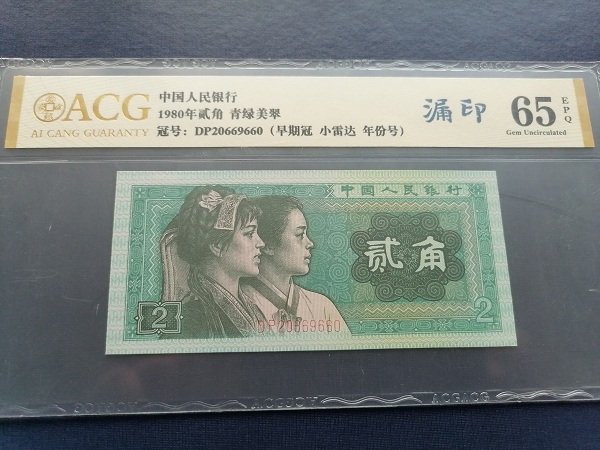 ACG
AI CANG GUARANTY
中国人民银行
1980年贰角 青绿美翠
冠号：DP20669660（早期冠 小雷达 年份号）
漏印
65
EPQ
Gem Uncirculated
中国人民银行
贰角
2
2
DP20669660